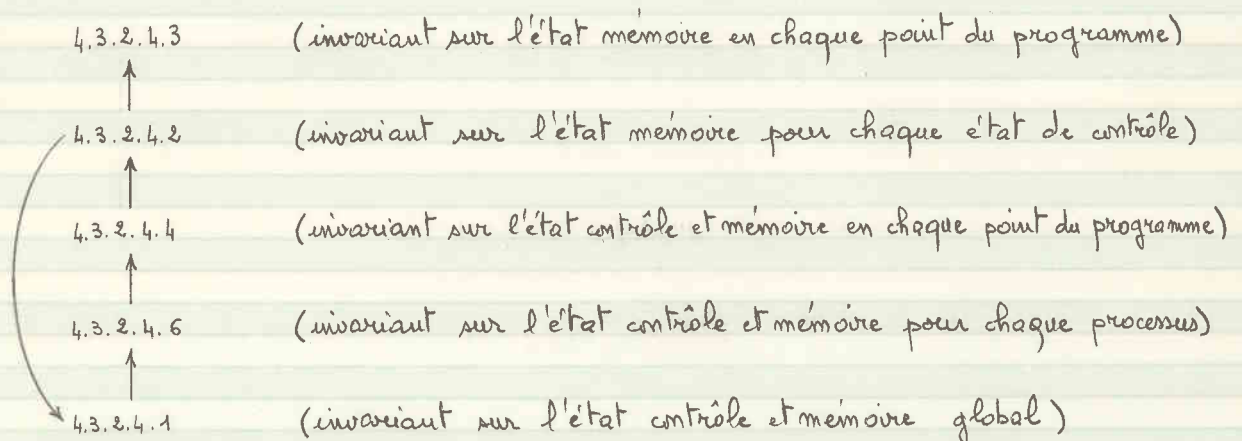 4.3.2.4.3 (invariant sur l'état mémoire en chaque point du programme)
4.3.2.4.2 (invariant sur l'état mémoire pour chaque état de contrôle)
4.3.2.4.4 (invariant sur l'état contrôle et mémoire en chaque point du programme)
4.3.2.4.6 (invariant sur l'état contrôle et mémoire pour chaque processus)
4.3.2.4.1 (invariant sur l'état contrôle et mémoire global)